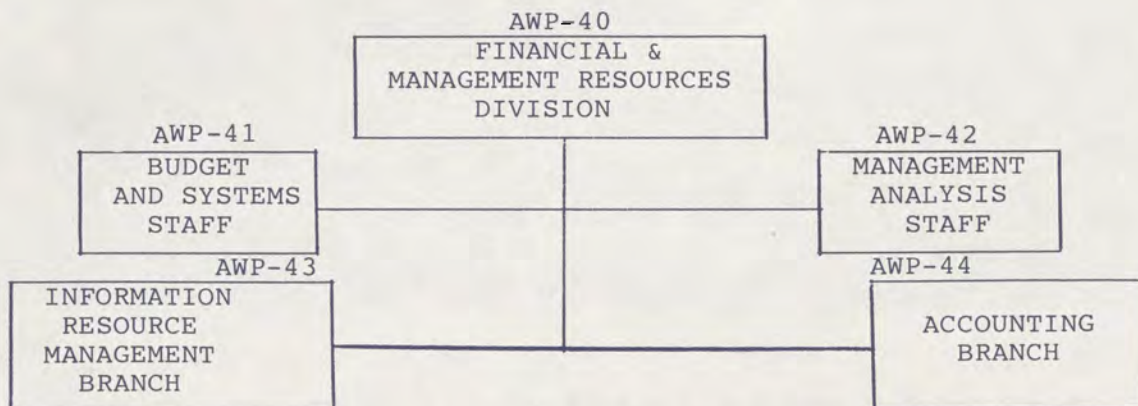 AWP-40
FINANCIAL &
MANAGEMENT RESOURCES
DIVISION
AWP-41
BUDGET
AND SYSTEMS
STAFF
AWP-42
MANAGEMENT
ANALYSIS
STAFF
AWP-43
INFORMATION
RESOURCE
MANAGEMENT
BRANCH
AWP-44
ACCOUNTING
BRANCH